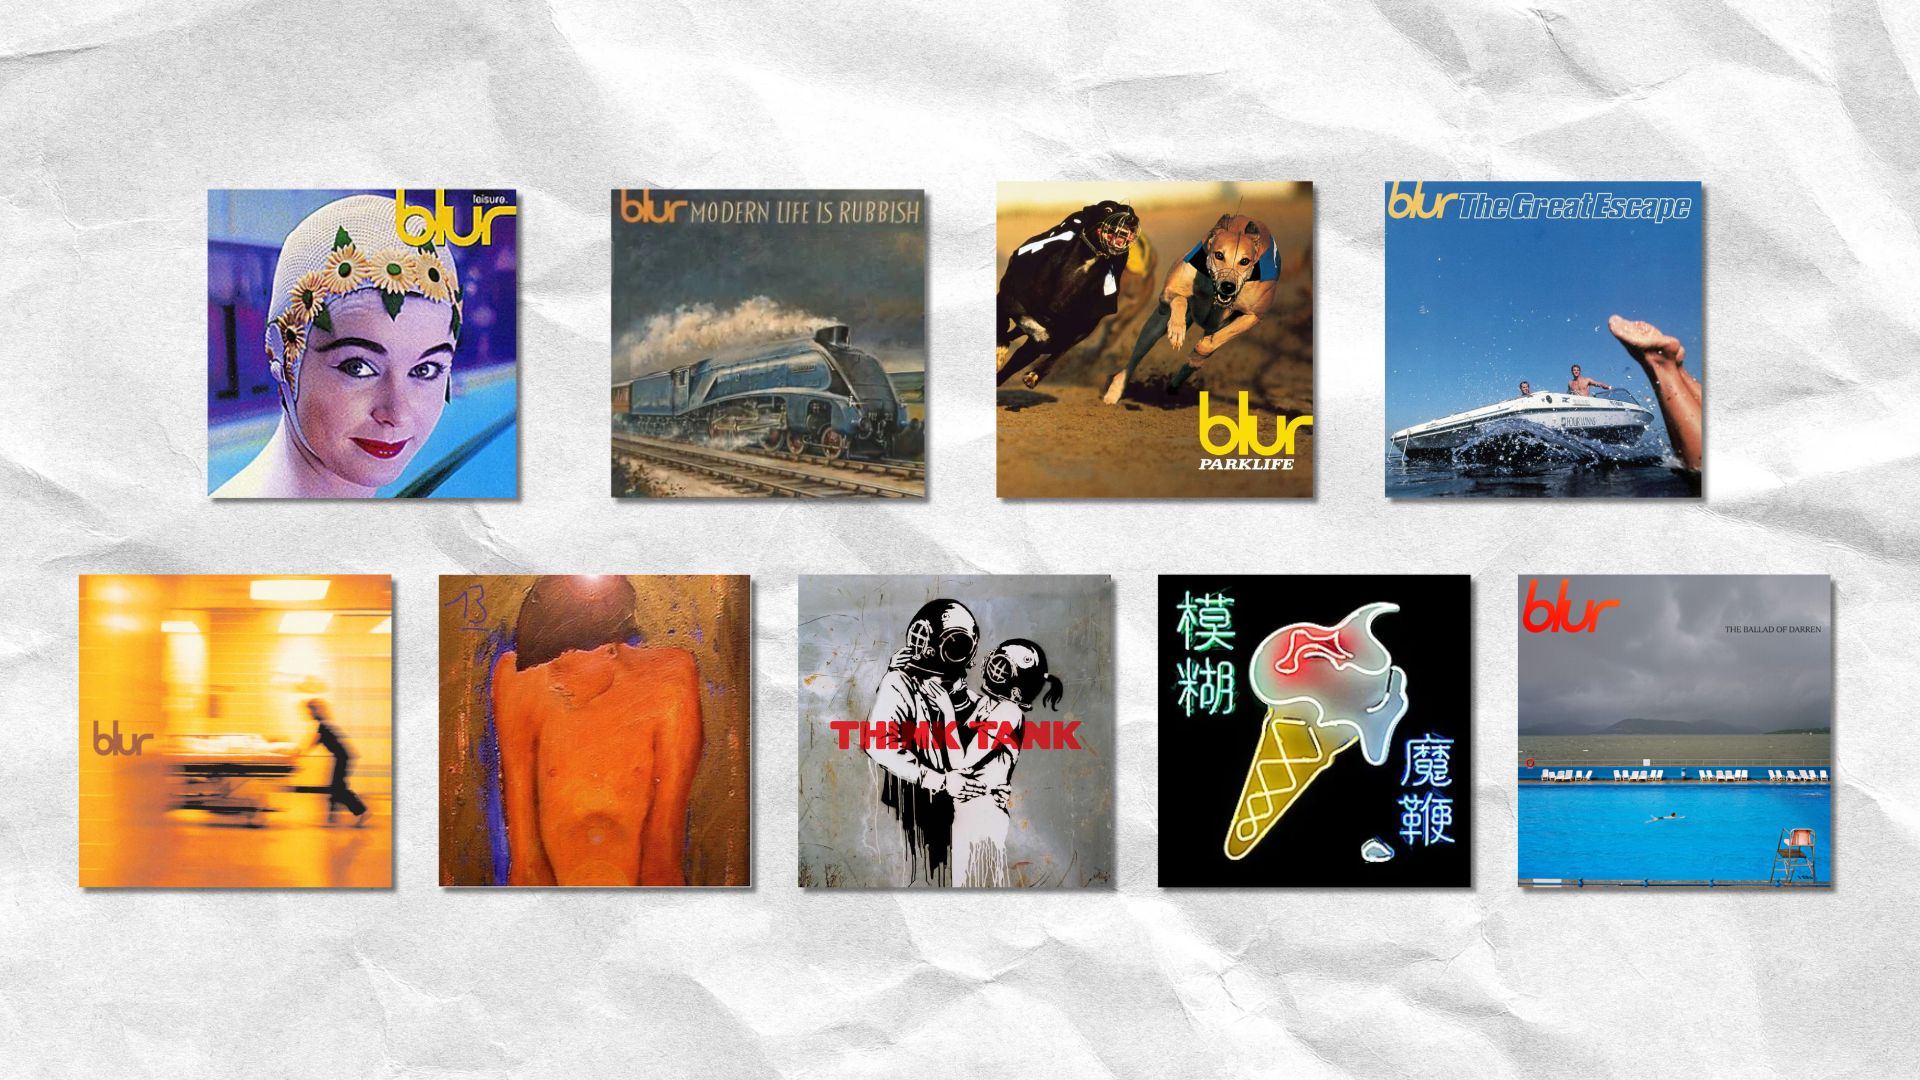 leisure.
blur
blur MODERN LIFE IS RUBBISH
blur
PARKLIFE
blur The Great Escape
blur
13
THINK TANK
模糊
魔鞭
blur
THE BALLAD OF DARREN